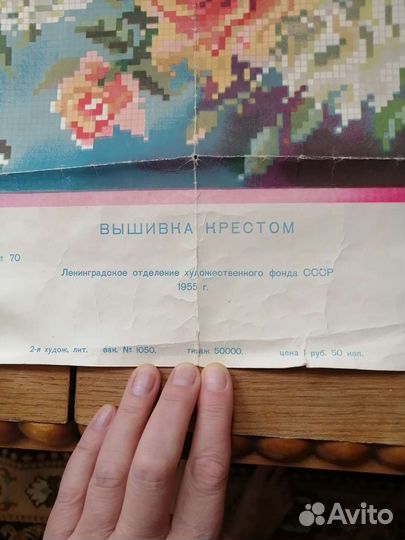 ВЫШИВКА КРЕСТОМ
№ 70
Ленинградское отделение художественного фонда СССР
1955 г.
2-я худож. лит. зак. № 1050. тираж 50000. цена 1 руб. 50 коп.
Avito